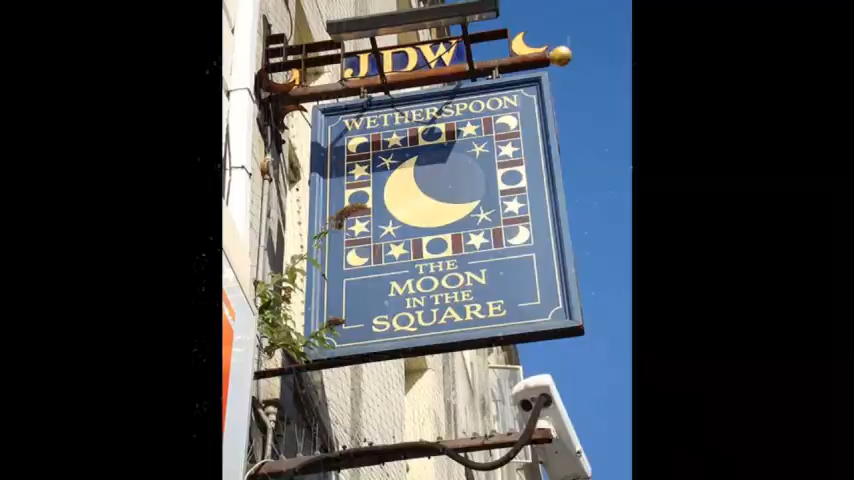 JDW
WETHERSPOON
THE
MOON
IN THE
SQUARE